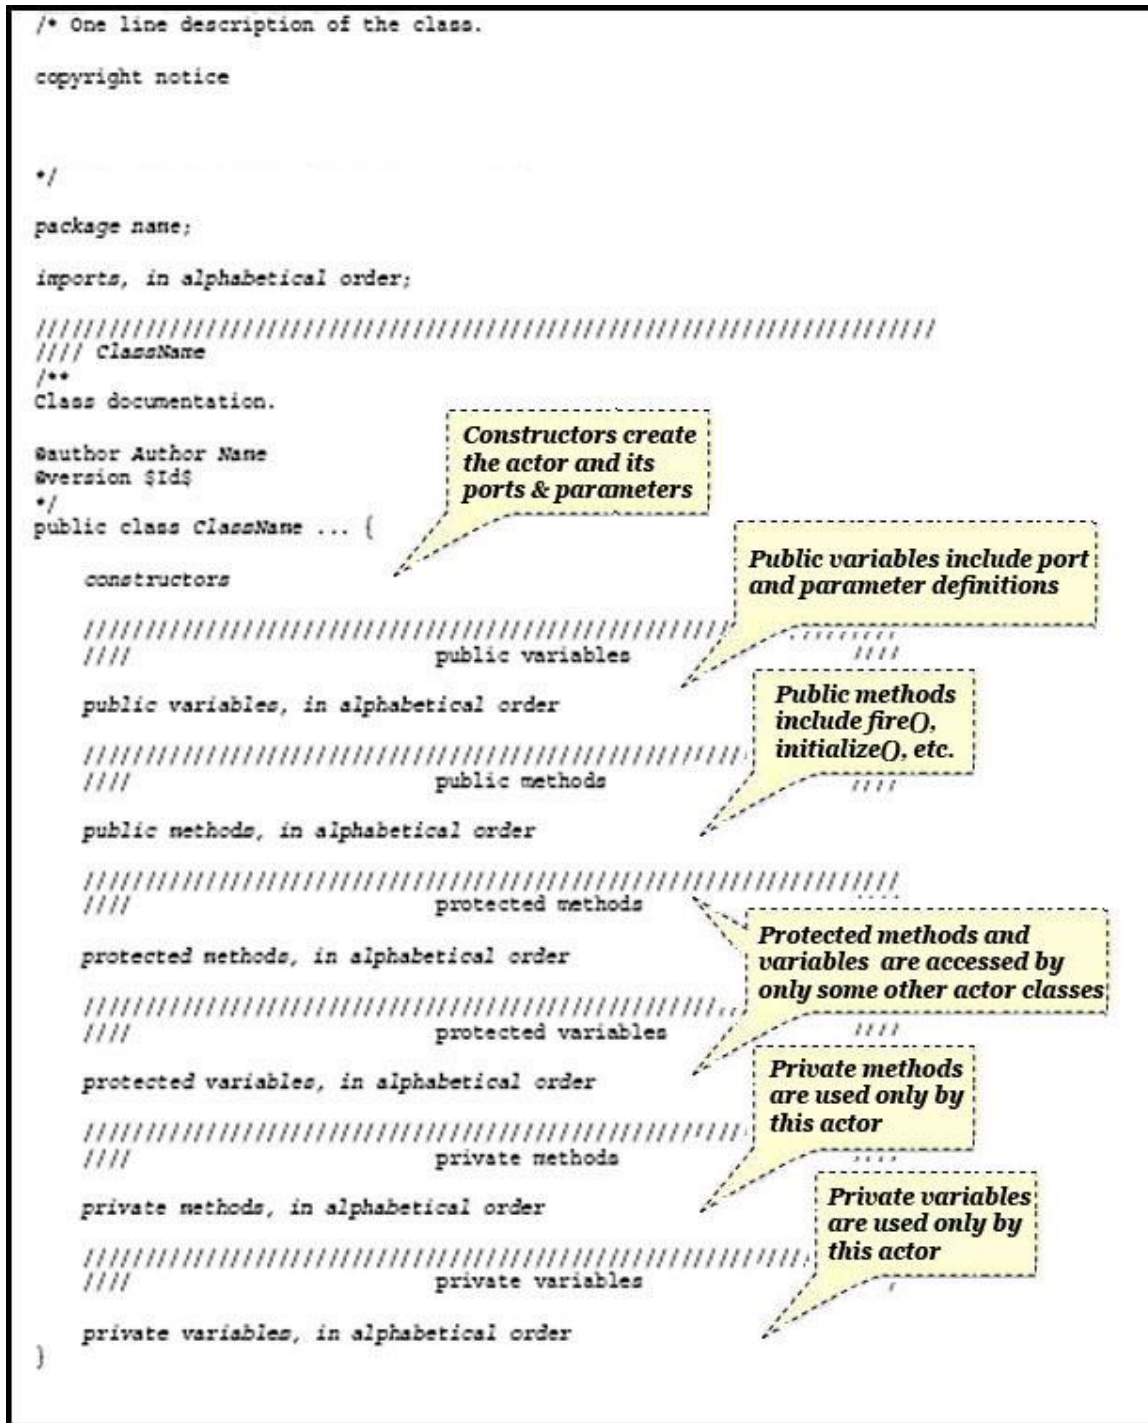 /* One line description of the class.
copyright notice
*/
package name;
imports, in alphabetical order;
//////////////////////////////////////////////////////////////////////////
//// ClassName
/**
Class documentation.
@author Author Name
@version $Id$
*/
public class ClassName ... {
Constructors create
the actor and its
ports & parameters
constructors
Public variables include port
and parameter definitions
///////////////////////////////////////////////////////////////////
//// public variables ////
public variables, in alphabetical order
Public methods
include fire(),
initialize(), etc.
///////////////////////////////////////////////////////////////////
//// public methods ////
public methods, in alphabetical order
///////////////////////////////////////////////////////////////////
//// protected methods ////
Protected methods and
variables are accessed by
only some other actor classes
protected methods, in alphabetical order
///////////////////////////////////////////////////////////////////
//// protected variables ////
protected variables, in alphabetical order
Private methods
are used only by
this actor
///////////////////////////////////////////////////////////////////
//// private methods ////
private methods, in alphabetical order
Private variables
are used only by
this actor
///////////////////////////////////////////////////////////////////
//// private variables
private variables, in alphabetical order
}